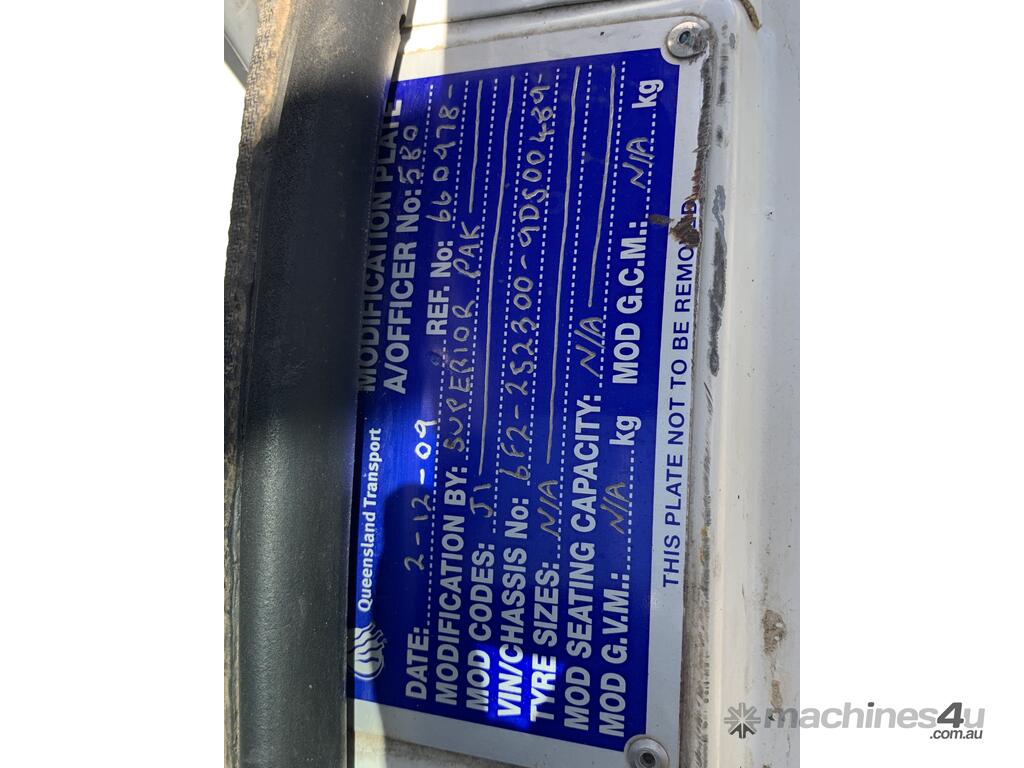 Queensland Transport
MODIFICATION PLATE
A/OFFICER No: 580
DATE: 2-12-09 REF. No: 660978-
MODIFICATION BY: SUPERIOR PAK
MOD CODES: J1
VIN/CHASSIS No: 6F2-2S2300-9DS00489-
TYRE SIZES: N/A
MOD SEATING CAPACITY: N/A
MOD G.V.M.: N/A kg MOD G.C.M.: N/A kg
THIS PLATE NOT TO BE REMOVED
machines4u
.com.au